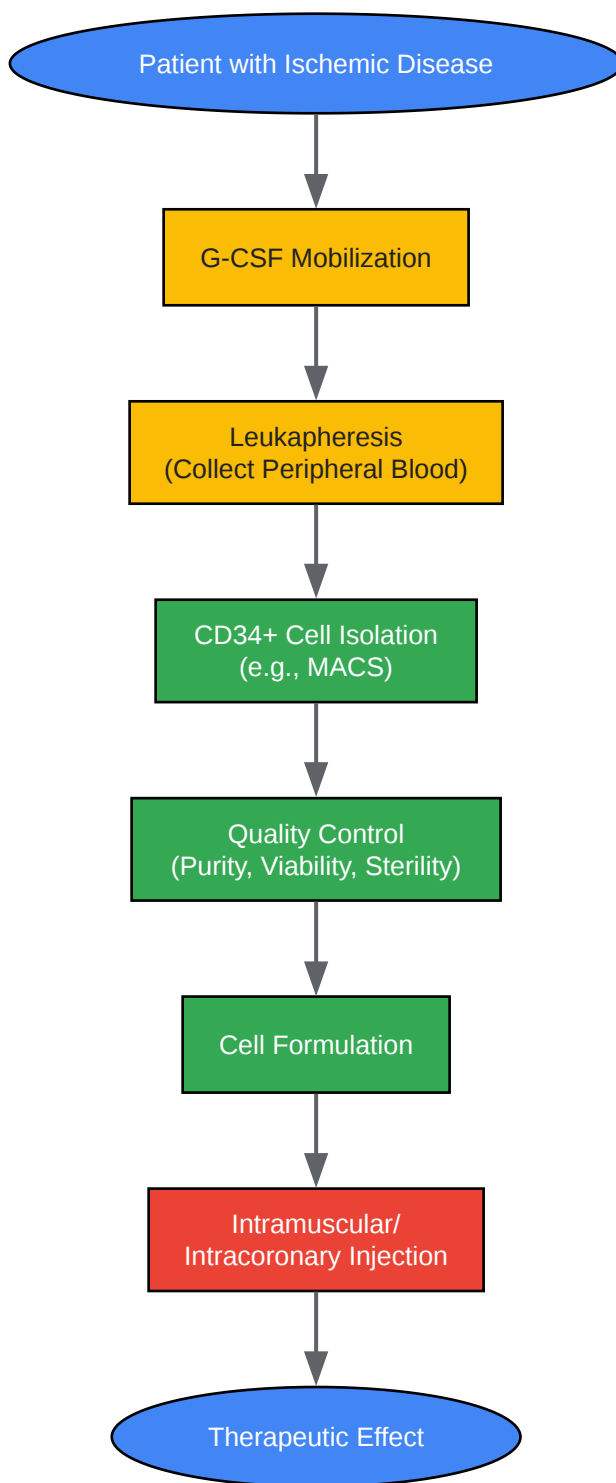 Patient with Ischemic Disease
G-CSF Mobilization
Leukapheresis
(Collect Peripheral Blood)
CD34+ Cell Isolation
(e.g., MACS)
Quality Control
(Purity, Viability, Sterility)
Cell Formulation
Intramuscular/
Intracoronary Injection
Therapeutic Effect